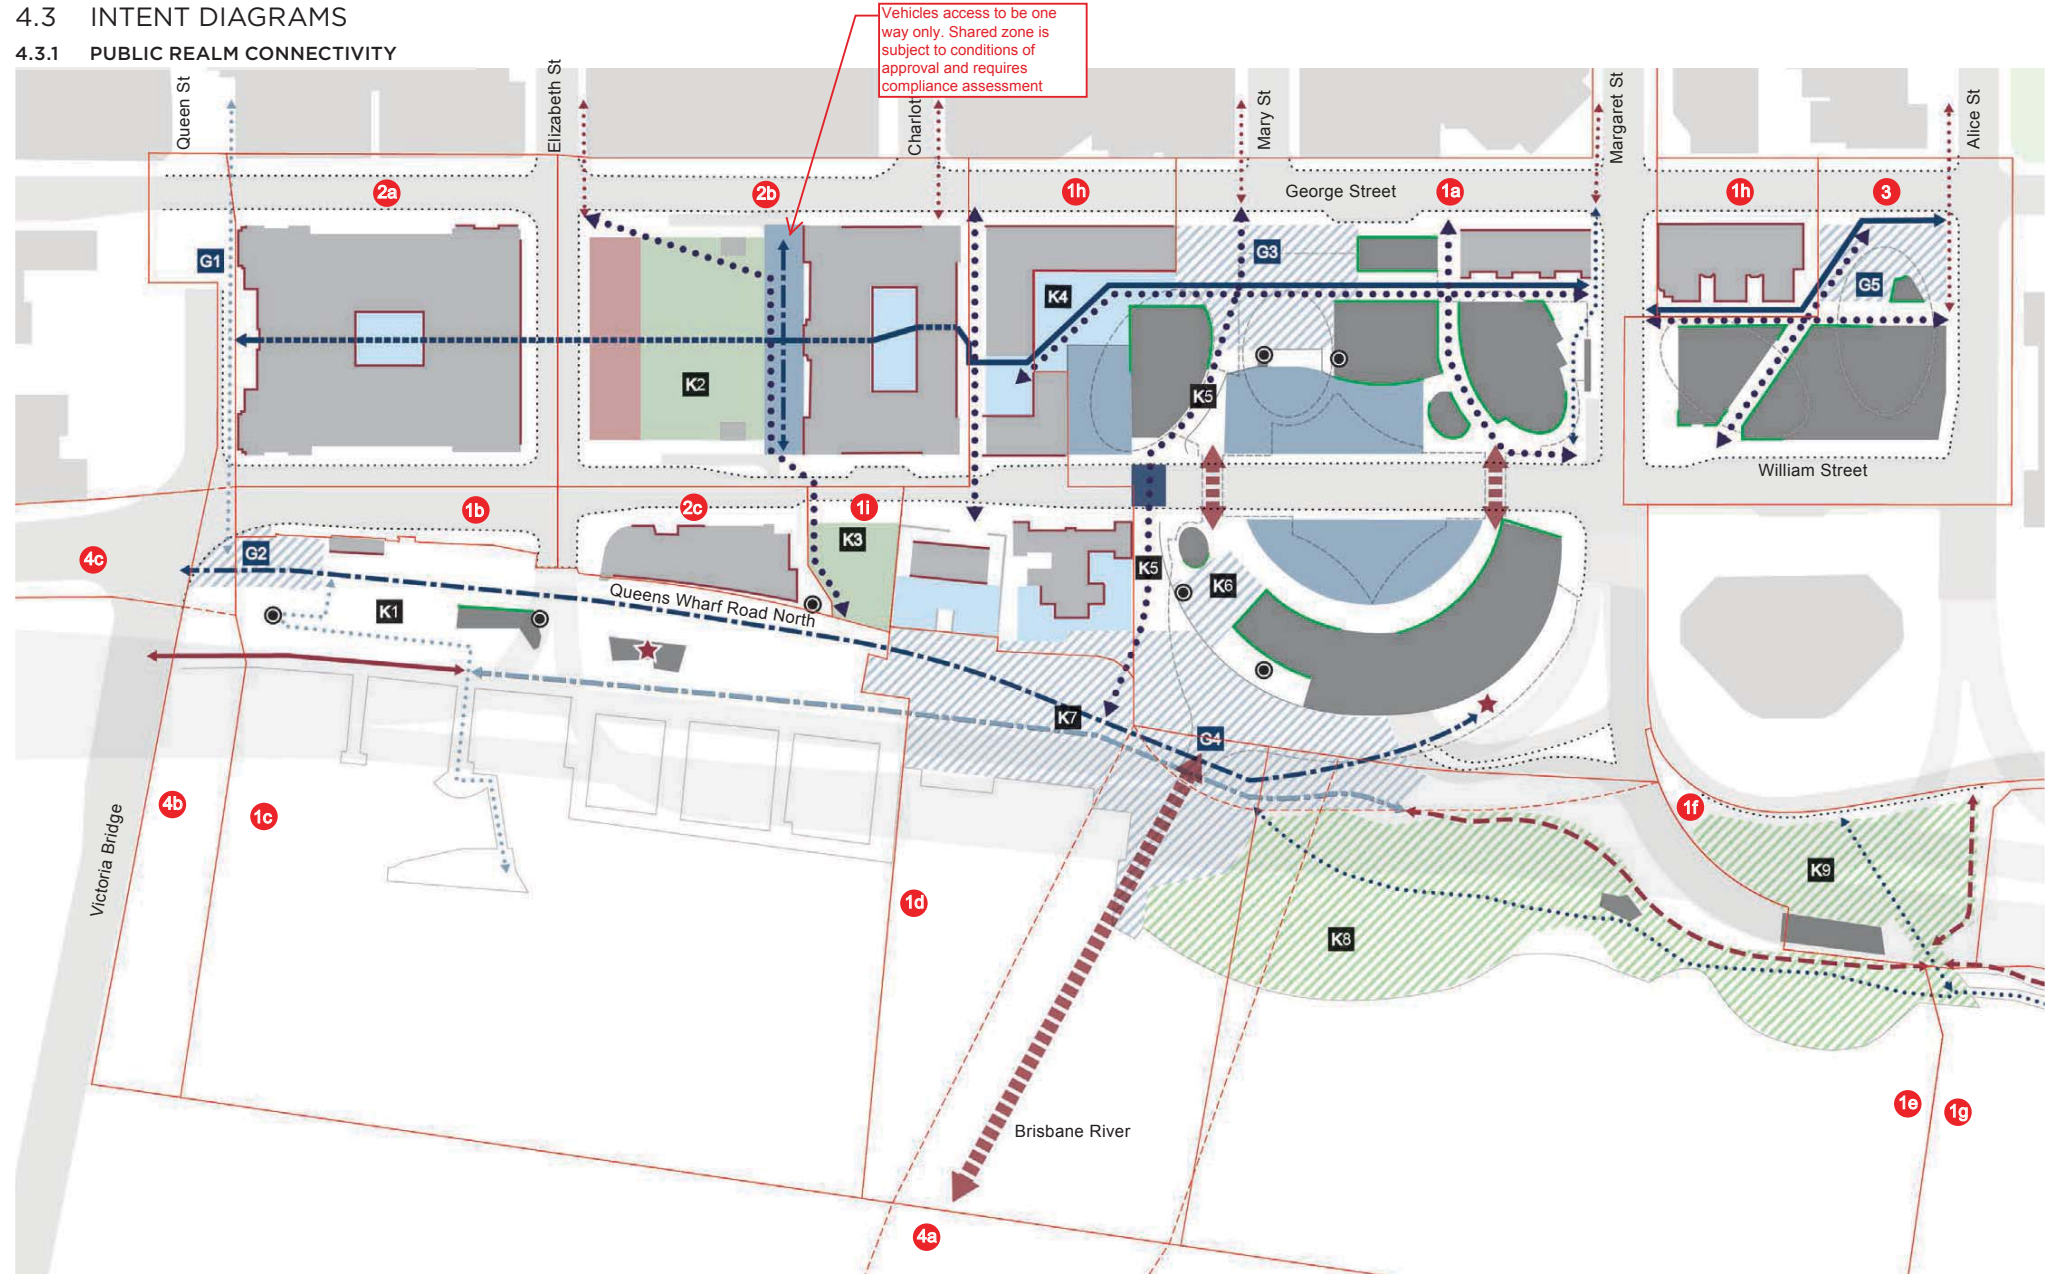 4.3 INTENT DIAGRAMS
4.3.1 PUBLIC REALM CONNECTIVITY
Vehicles access to be one
way only. Shared zone is
subject to conditions of
approval and requires
compliance assessment
Queen St
Elizabeth St
Charlot
Mary St
Margaret St
Alice St
2a
2b
1h
George Street
1a
1h
3
G1
G3
G5
K4
K2
K5
William Street
1b
2c
1i
K3
G2
4c
K5
K6
K1
Queens Wharf Road North
K7
G4
4b
1c
Victoria Bridge
1f
K9
1d
K8
1e
1g
Brisbane River
4a